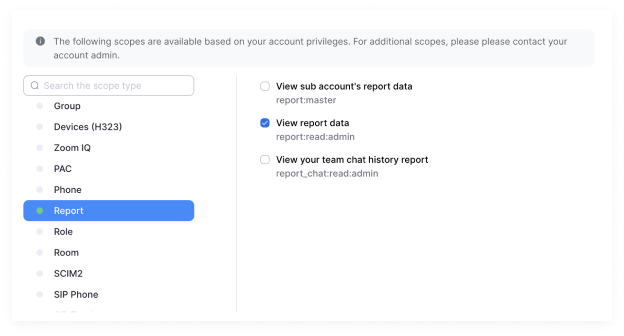 The following scopes are available based on your account privileges. For additional scopes, please please contact your
account admin.
Search the scope type
Group
Devices (H323)
Zoom IQ
PAC
Phone
Report
Role
Room
SCIM2
SIP Phone
View sub account's report data
report:master
View report data
report:read:admin
View your team chat history report
report_chat:read:admin